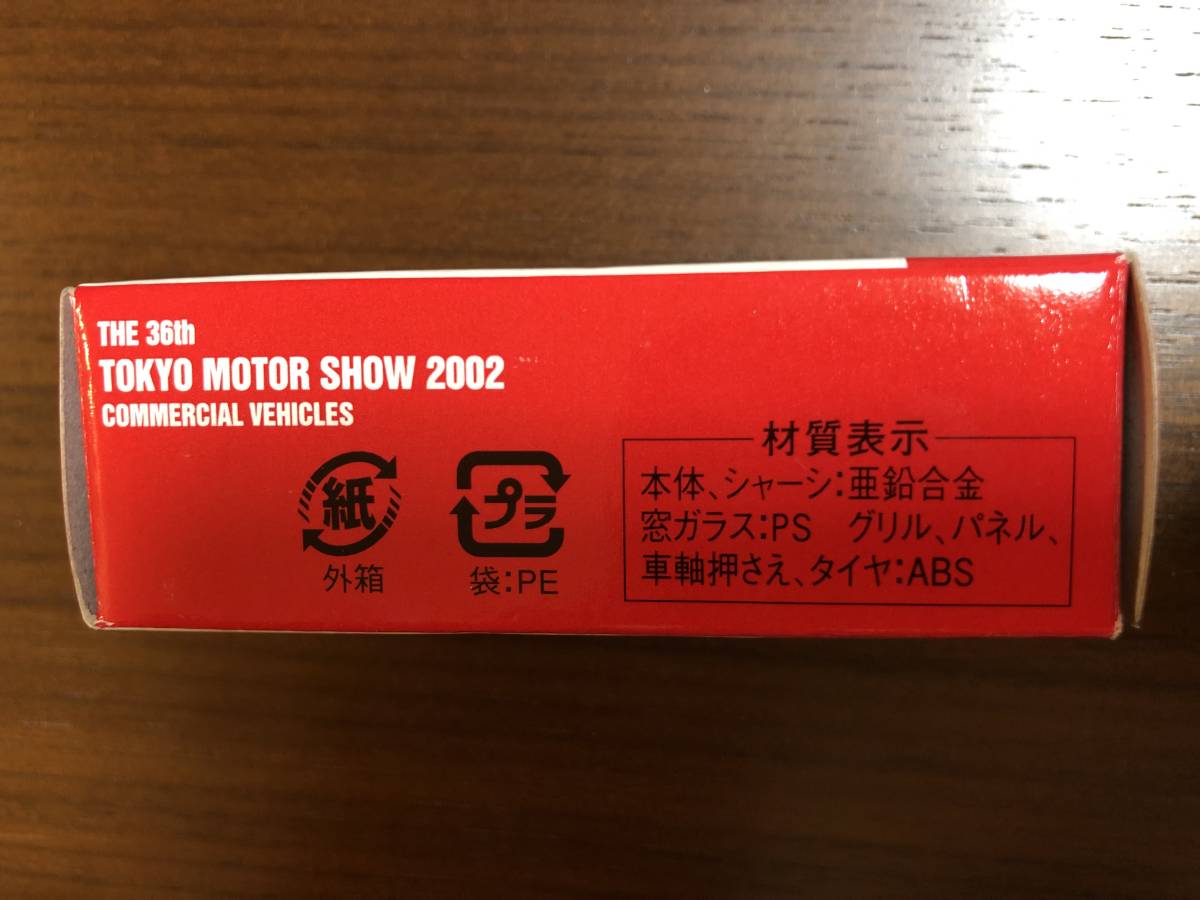 THE 36th
TOKYO MOTOR SHOW 2002
COMMERCIAL VEHICLES
紙
外箱
プラ
袋:PE
材質表示
本体、シャーシ:亜鉛合金
窓ガラス:PS　グリル、パネル、
車軸押さえ、タイヤ:ABS